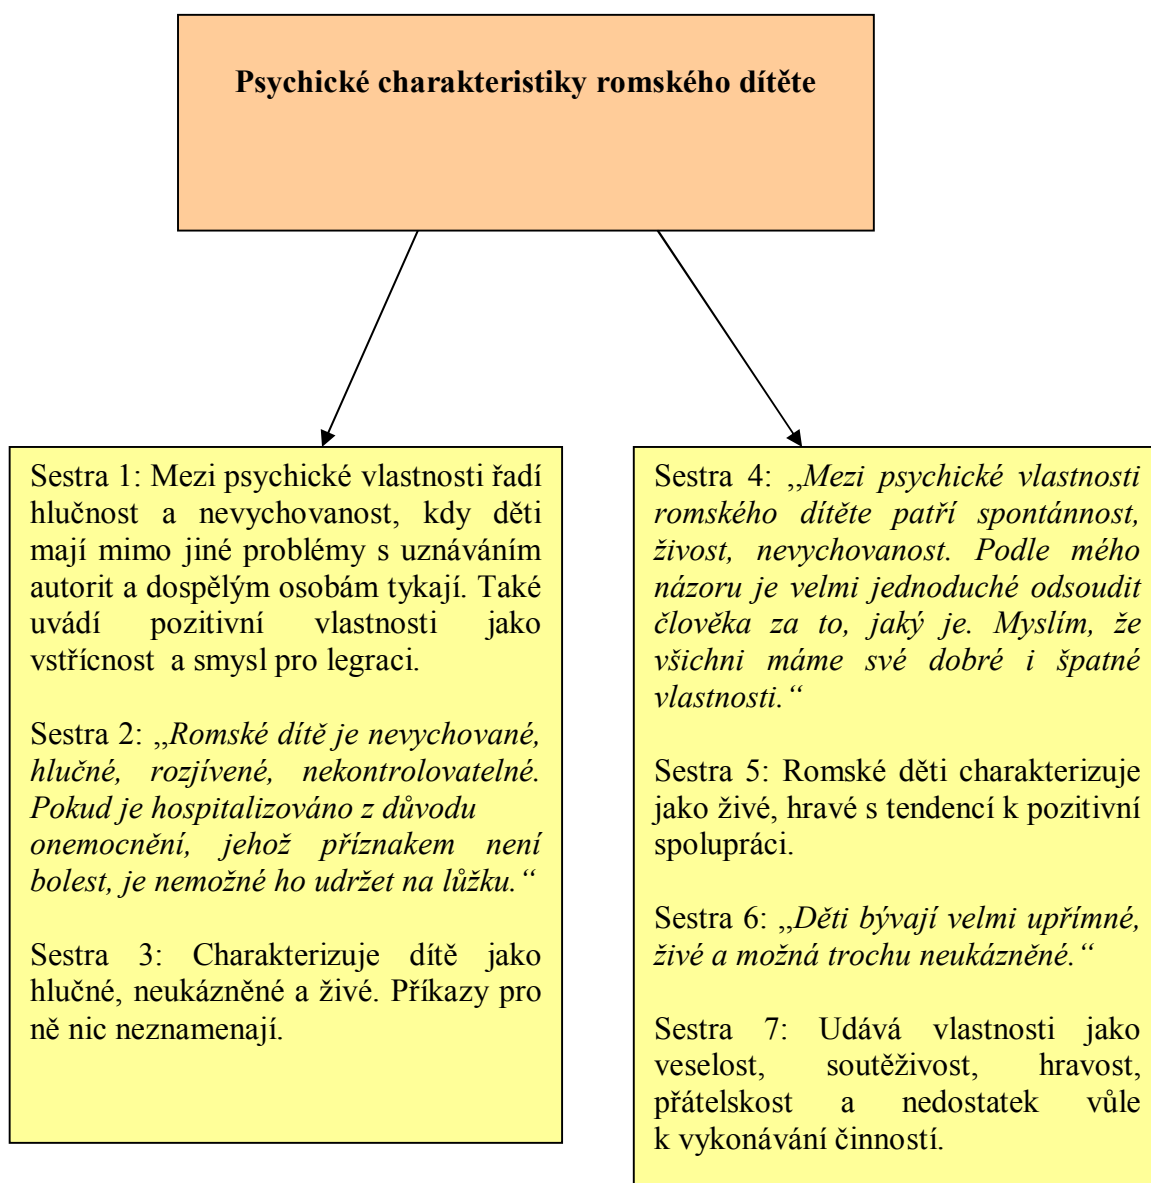 Psychické charakteristiky romského dítěte
Sestra 1: Mezi psychické vlastnosti řadí
hlučnost a nevychovanost, kdy děti
mají mimo jiné problémy s uznáváním
autorit a dospělým osobám tykají. Také
uvádí pozitivní vlastnosti jako
vstřícnost a smysl pro legraci.
Sestra 2: ,,Romské dítě je nevychované,
hlučné, rozjívené, nekontrolovatelné.
Pokud je hospitalizováno z důvodu
onemocnění, jehož příznakem není
bolest, je nemožné ho udržet na lůžku.“
Sestra 3: Charakterizuje dítě jako
hlučné, neukázněné a živé. Příkazy pro
ně nic neznamenají.
Sestra 4: ,,Mezi psychické vlastnosti
romského dítěte patří spontánnost,
živost, nevychovanost. Podle mého
názoru je velmi jednoduché odsoudit
člověka za to, jaký je. Myslím, že
všichni máme své dobré i špatné
vlastnosti.“
Sestra 5: Romské děti charakterizuje
jako živé, hravé s tendencí k pozitivní
spolupráci.
Sestra 6: ,,Děti bývají velmi upřímné,
živé a možná trochu neukázněné.“
Sestra 7: Udává vlastnosti jako
veselost, soutěživost, hravost,
přátelskost a nedostatek vůle
k vykonávání činností.